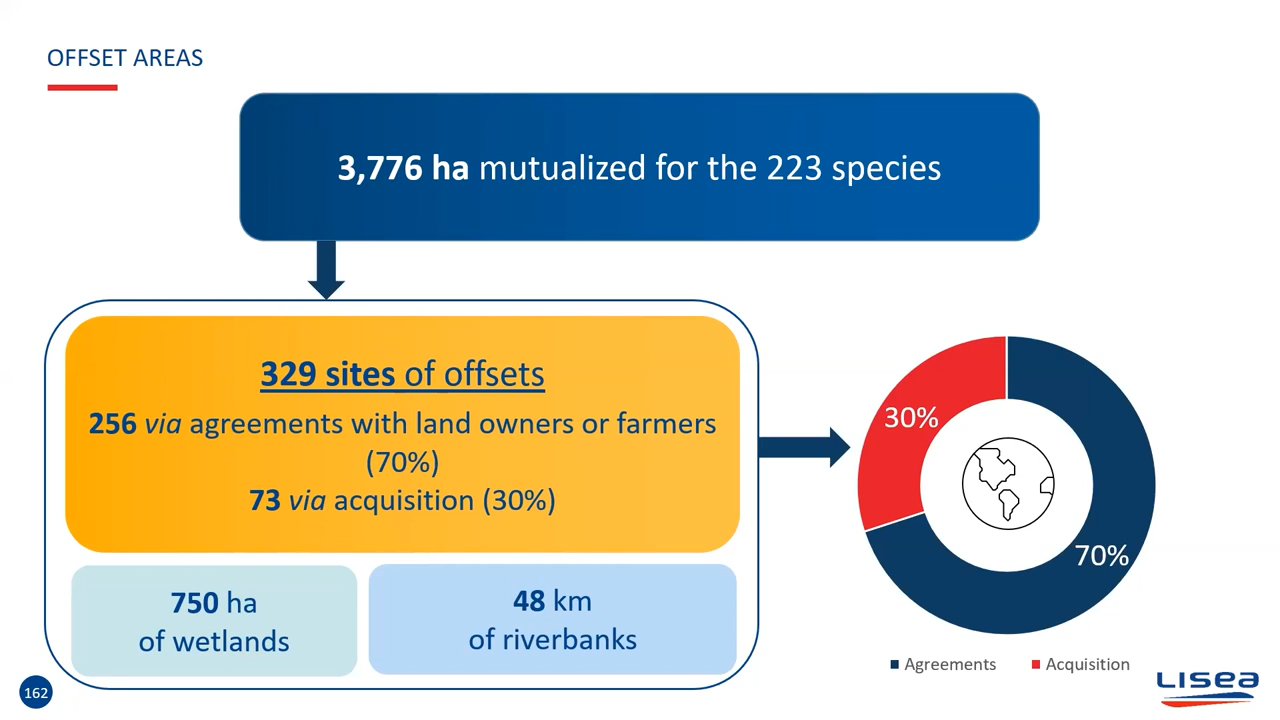 OFFSET AREAS
3,776 ha mutualized for the 223 species
329 sites of offsets
256 via agreements with land owners or farmers
(70%)
73 via acquisition (30%)
750 ha
of wetlands
48 km
of riverbanks
30%
70%
Agreements
Acquisition
162
LISEA